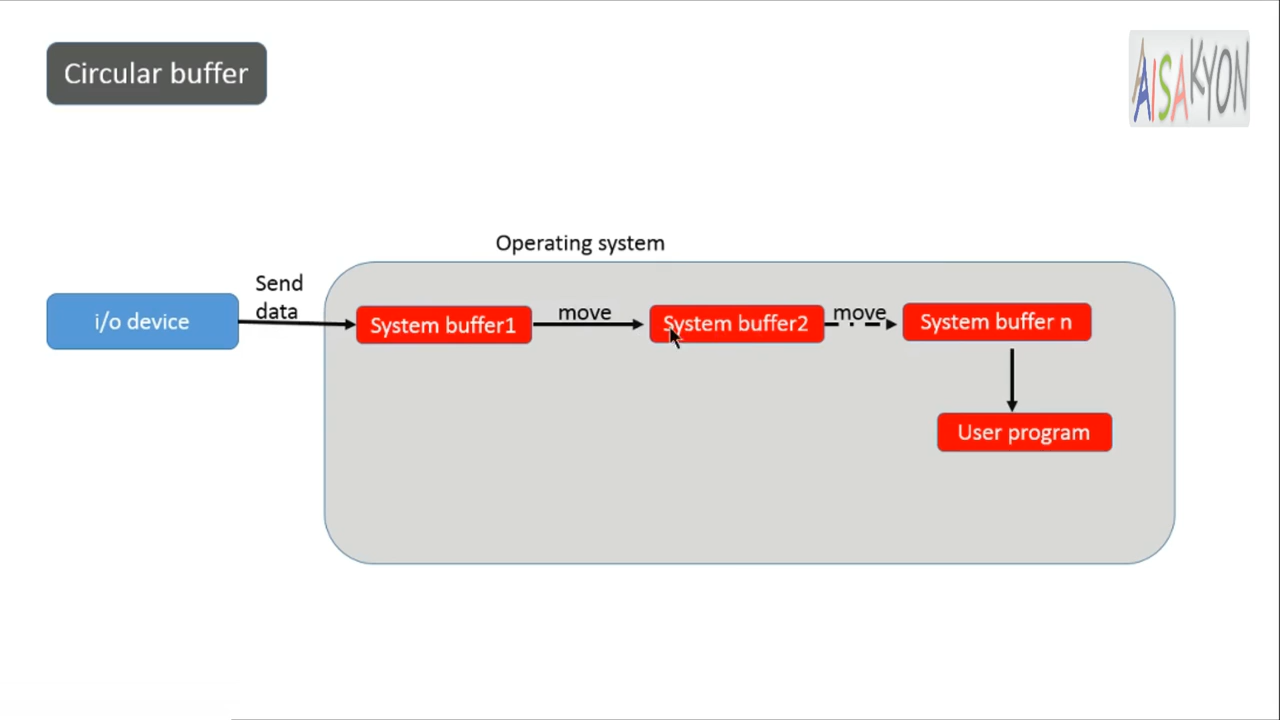 Circular buffer
AISAKYON
Operating system
Send
data
i/o device
System buffer1
move
System buffer2
move
System buffer n
User program